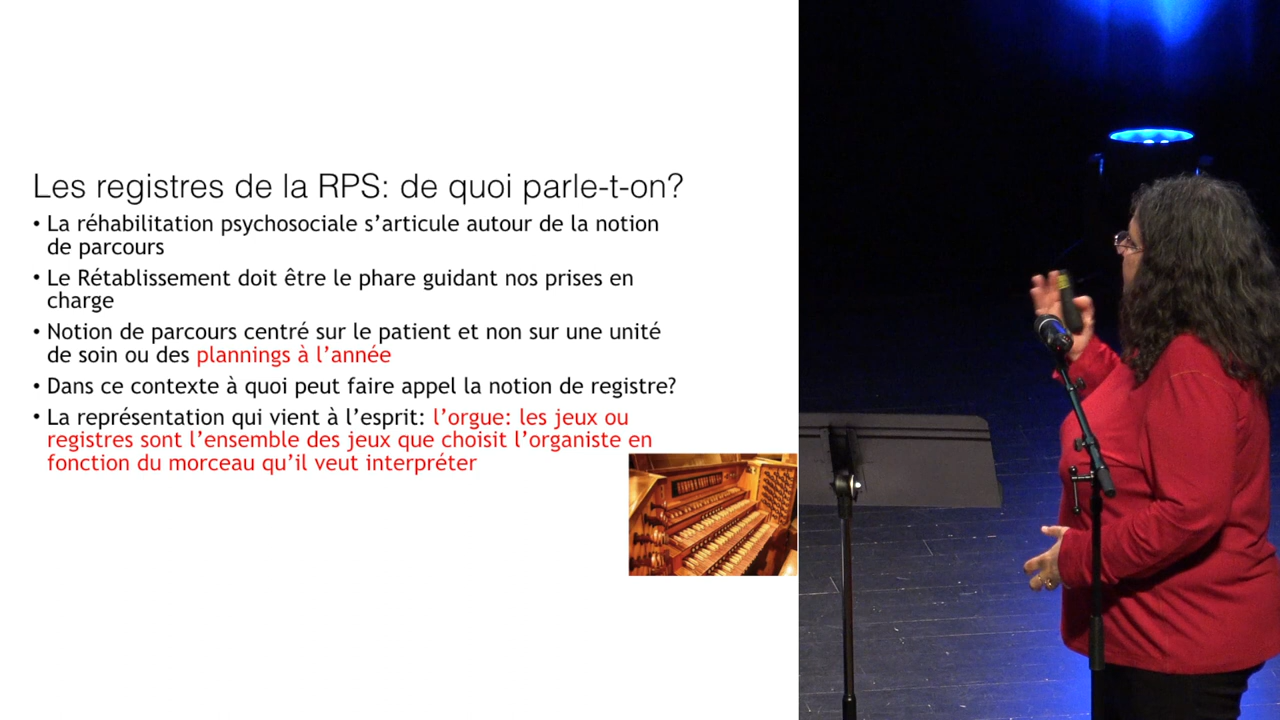 Les registres de la RPS: de quoi parle-t-on?
• La réhabilitation psychosociale s’articule autour de la notion
de parcours
• Le Rétablissement doit être le phare guidant nos prises en
charge
• Notion de parcours centré sur le patient et non sur une unité
de soin ou des plannings à l’année
• Dans ce contexte à quoi peut faire appel la notion de registre?
• La représentation qui vient à l’esprit: l’orgue: les jeux ou
registres sont l’ensemble des jeux que choisit l’organiste en
fonction du morceau qu’il veut interpréter